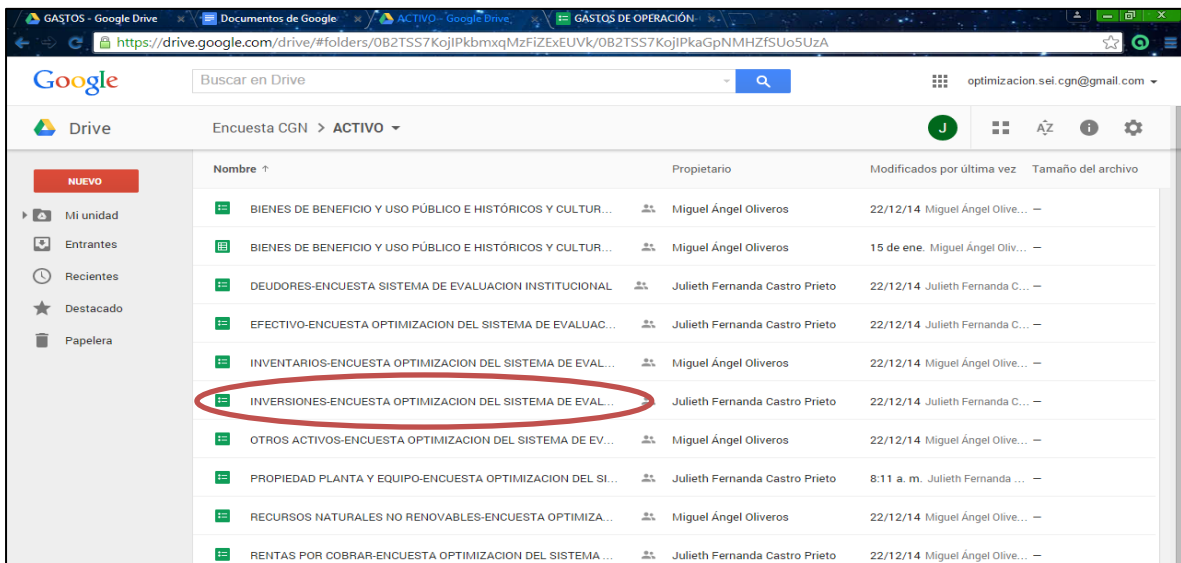 GASTOS - Google Drive Documentos de Google ACTIVO - Google Drive GASTOS DE OPERACIÓN-
https://drive.google.com/drive/#folders/0B2TSS7KojIPkbmxqMzFiZExEUVk/0B2TSS7KojIPkaGpNMHZfSUo5UzA
Google Buscar en Drive optimizacion.sei.cgn@gmail.com
Drive Encuesta CGN > ACTIVO J AZ
NUEVO
Mi unidad
Entrantes
Recientes
Destacado
Papelera
Nombre ↑ Propietario Modificados por última vez Tamaño del archivo
BIENES DE BENEFICIO Y USO PÚBLICO E HISTÓRICOS Y CULTUR... Miguel Ángel Oliveros 22/12/14 Miguel Ángel Olive... —
BIENES DE BENEFICIO Y USO PÚBLICO E HISTÓRICOS Y CULTUR... Miguel Ángel Oliveros 15 de ene. Miguel Ángel Oliv... —
DEUDORES-ENCUESTA SISTEMA DE EVALUACION INSTITUCIONAL Julieth Fernanda Castro Prieto 22/12/14 Julieth Fernanda C... —
EFECTIVO-ENCUESTA OPTIMIZACION DEL SISTEMA DE EVALUAC... Julieth Fernanda Castro Prieto 22/12/14 Julieth Fernanda C... —
INVENTARIOS-ENCUESTA OPTIMIZACION DEL SISTEMA DE EVAL... Miguel Ángel Oliveros 22/12/14 Miguel Ángel Olive... —
INVERSIONES-ENCUESTA OPTIMIZACION DEL SISTEMA DE EVAL... Julieth Fernanda Castro Prieto 22/12/14 Julieth Fernanda C... —
OTROS ACTIVOS-ENCUESTA OPTIMIZACION DEL SISTEMA DE EV... Miguel Ángel Oliveros 22/12/14 Miguel Ángel Olive... —
PROPIEDAD PLANTA Y EQUIPO-ENCUESTA OPTIMIZACION DEL SI... Julieth Fernanda Castro Prieto 8:11 a. m. Julieth Fernanda ... —
RECURSOS NATURALES NO RENOVABLES-ENCUESTA OPTIMIZA... Miguel Ángel Oliveros 22/12/14 Miguel Ángel Olive... —
RENTAS POR COBRAR-ENCUESTA OPTIMIZACION DEL SISTEMA ... Julieth Fernanda Castro Prieto 22/12/14 Miguel Ángel Olive... —